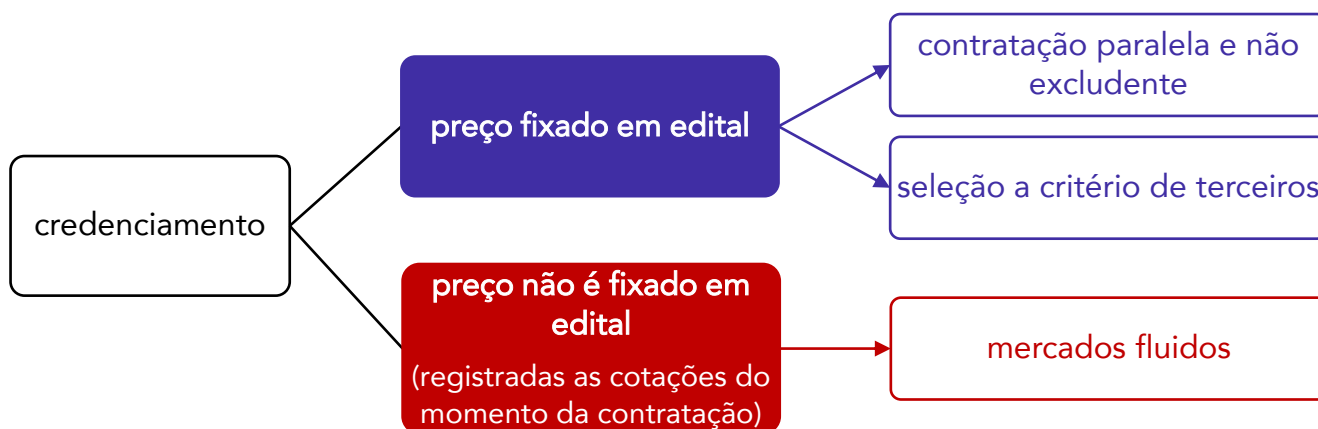 credenciamento
preço fixado em edital
contratação paralela e não
excludente
seleção a critério de terceiros
preço não é fixado em
edital
(registradas as cotações do
momento da contratação)
mercados fluidos